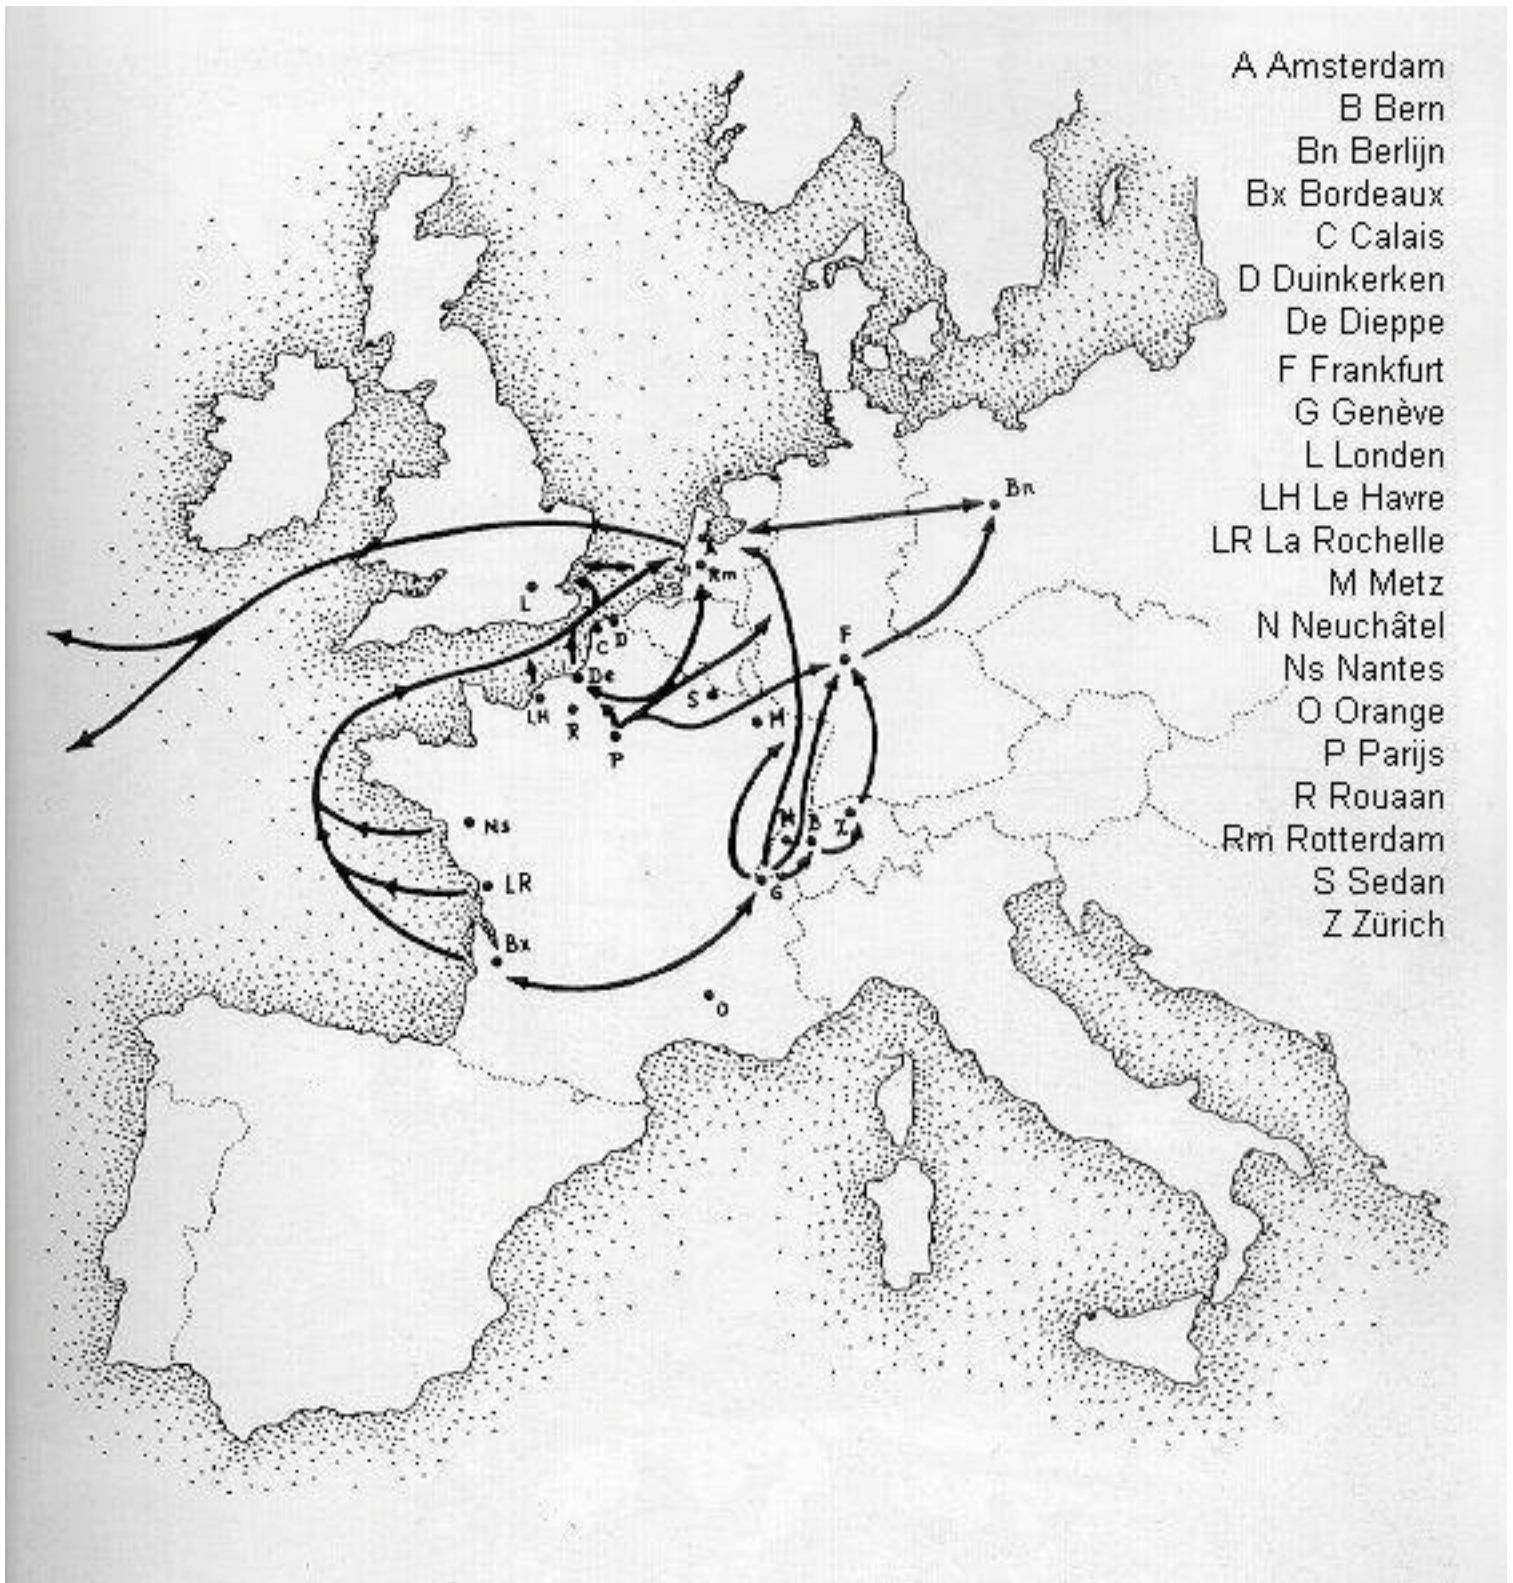 A Amsterdam
B Bern
Bn Berlijn
Bx Bordeaux
C Calais
D Duinkerken
De Dieppe
F Frankfurt
G Genève
L Londen
LH Le Havre
LR La Rochelle
M Metz
N Neuchâtel
Ns Nantes
O Orange
P Parijs
R Rouaan
Rm Rotterdam
S Sedan
Z Zürich
Bn
A
Rm
L
D
C
F
De
S
LH
M
R
P
N
B
Z
Ns
LR
G
Bx
O